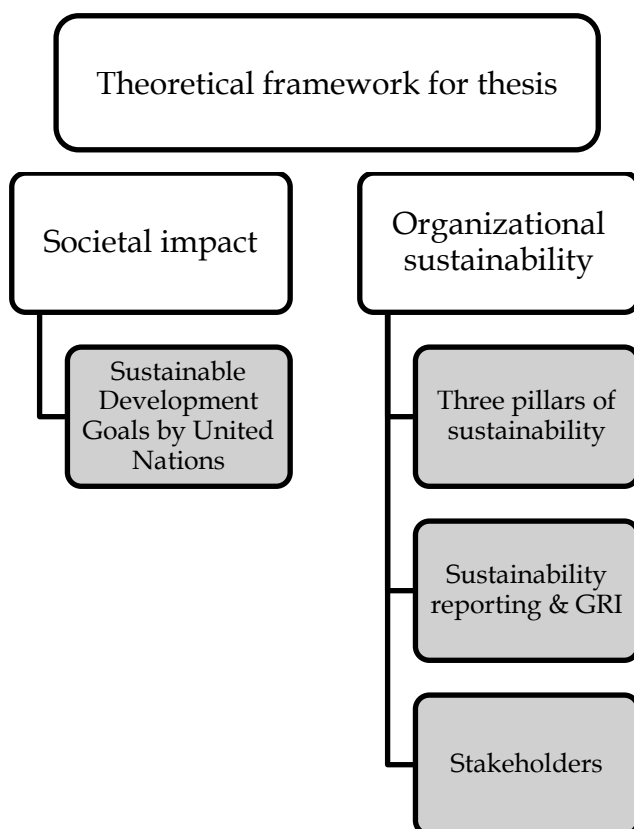 Theoretical framework for thesis
Societal impact
Sustainable
Development
Goals by United
Nations
Organizational
sustainability
Three pillars of
sustainability
Sustainability
reporting & GRI
Stakeholders